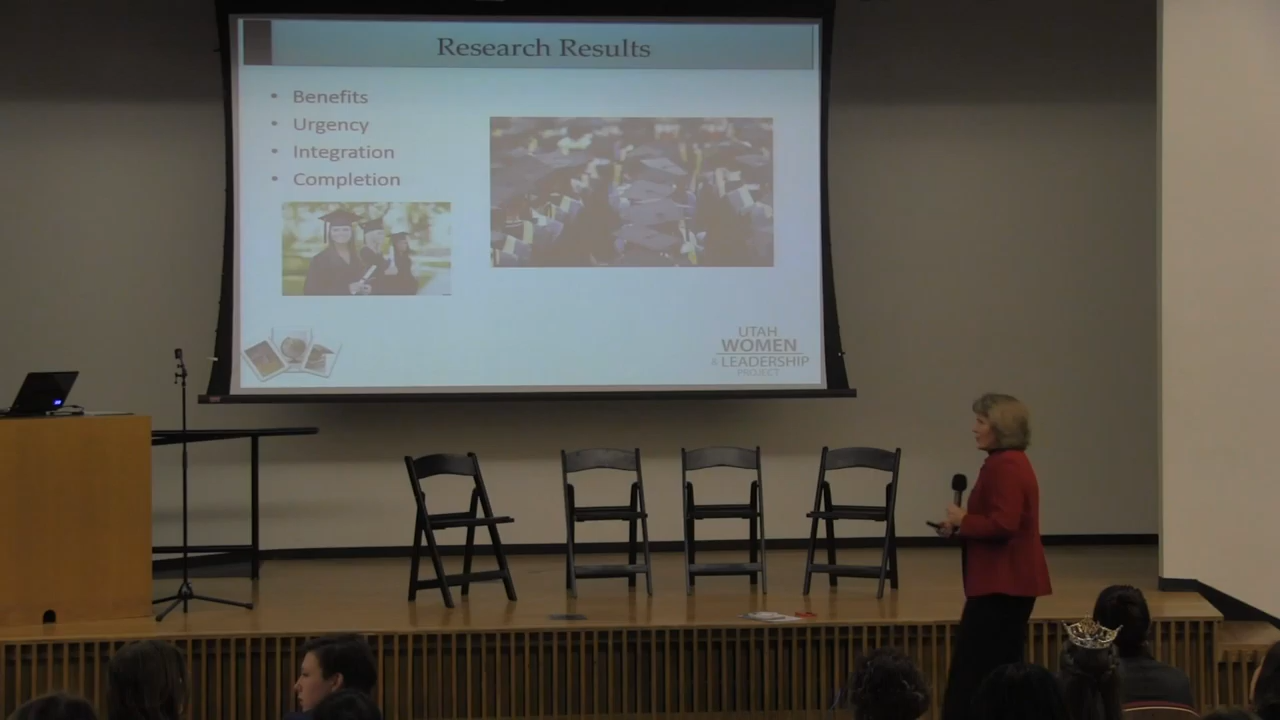 Research Results
• Benefits
• Urgency
• Integration
• Completion
UTAH
WOMEN
& LEADERSHIP
PROJECT